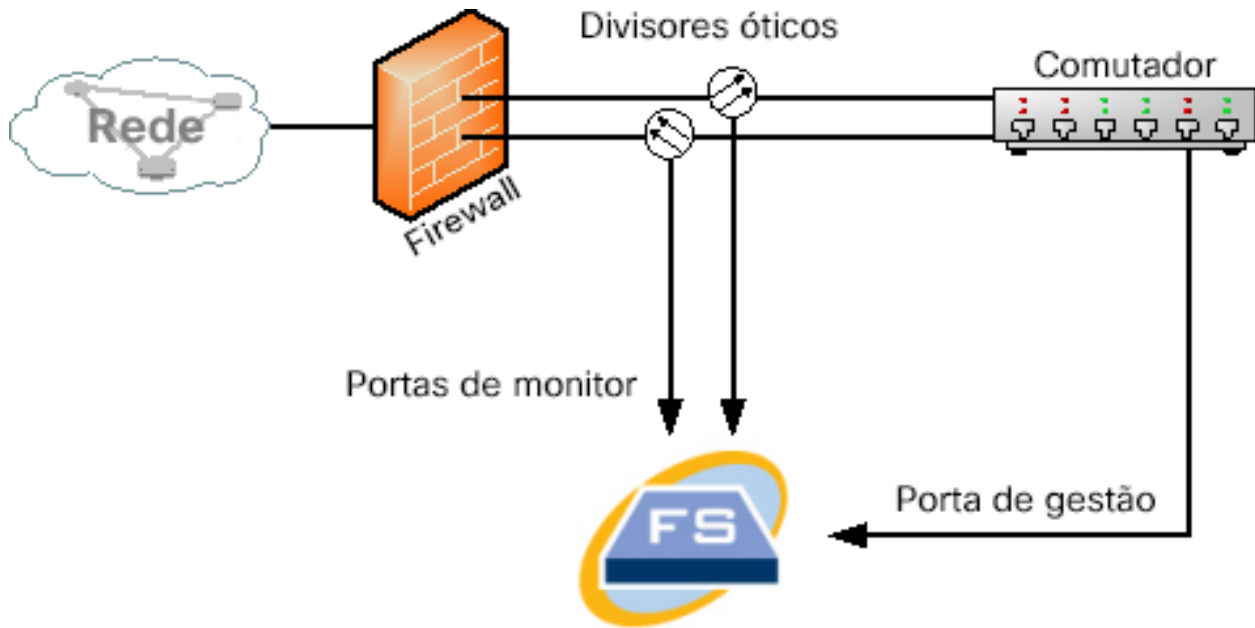 Divisores óticos
Comutador
Rede
Firewall
Portas de monitor
Porta de gestão
FS